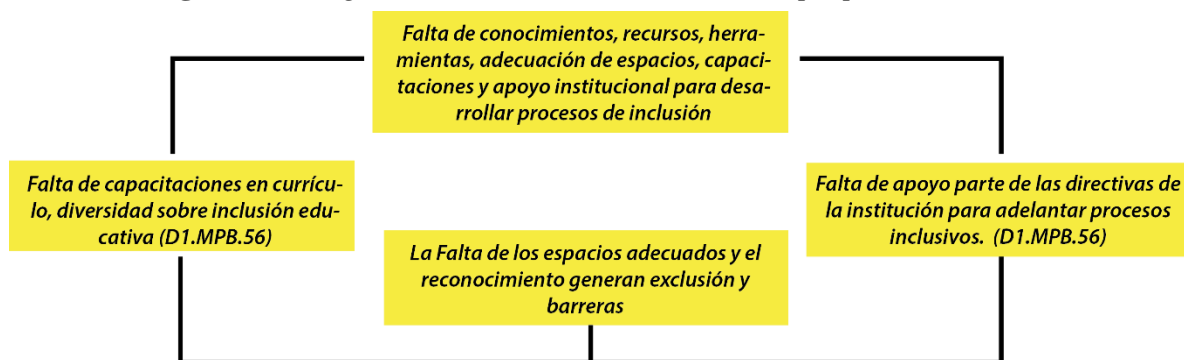 Falta de conocimientos, recursos, herra-
mientas, adecuación de espacios, capaci-
taciones y apoyo institucional para desa-
rrollar procesos de inclusión
Falta de capacitaciones en currícu-
lo, diversidad sobre inclusión edu-
cativa (D1.MPB.56)
Falta de apoyo parte de las directivas de
la institución para adelantar procesos
inclusivos. (D1.MPB.56)
La Falta de los espacios adecuados y el
reconocimiento generan exclusión y
barreras